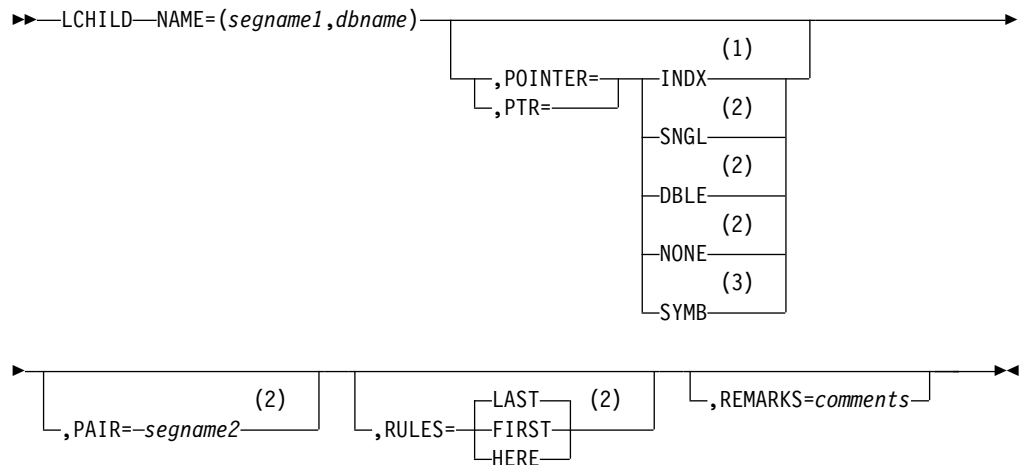 LCHILD NAME=(segname1,dbname)
(1)
,POINTER= INDX
,PTR= (2)
SNGL
(2)
DBLE
(2)
NONE
(3)
SYMB
(2) LAST (2) ,REMARKS=comments
,PAIR=segname2 ,RULES= FIRST
HERE